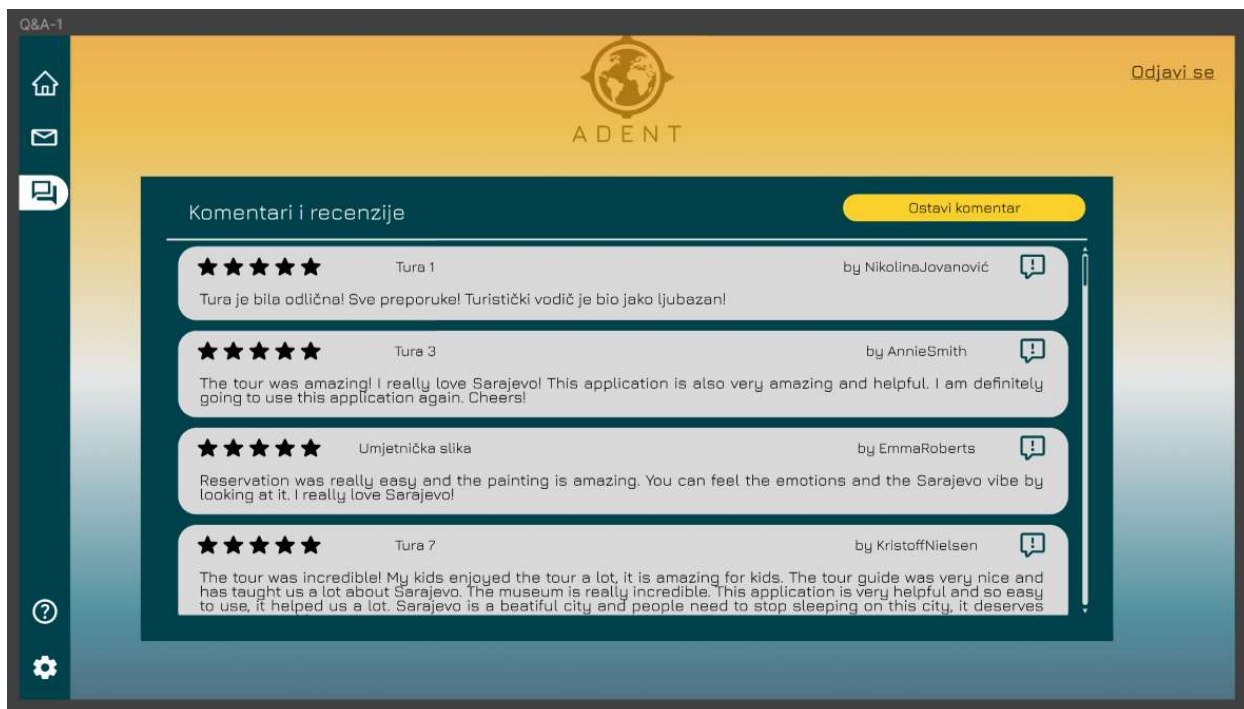 Q&A-1
ADENT
Odjavi se
Komentari i recenzije
Ostavi komentar
Tura 1
by NikolinaJovanović
Tura je bila odlična! Sve preporuke! Turistički vodič je bio jako ljubazan!
Tura 3
by AnnieSmith
The tour was amazing! I really love Sarajevo! This application is also very amazing and helpful. I am definitely
going to use this application again. Cheers!
Umjetnička slika
by EmmaRoberts
Reservation was really easy and the painting is amazing. You can feel the emotions and the Sarajevo vibe by
looking at it. I really love Sarajevo!
Tura 7
by KristoffNielsen
The tour was incredible! My kids enjoyed the tour a lot, it is amazing for kids. The tour guide was very nice and
has taught us a lot about Sarajevo. The museum is really incredible. This application is very helpful and so easy
to use, it helped us a lot. Sarajevo is a beatiful city and people need to stop sleeping on this city, it deserves